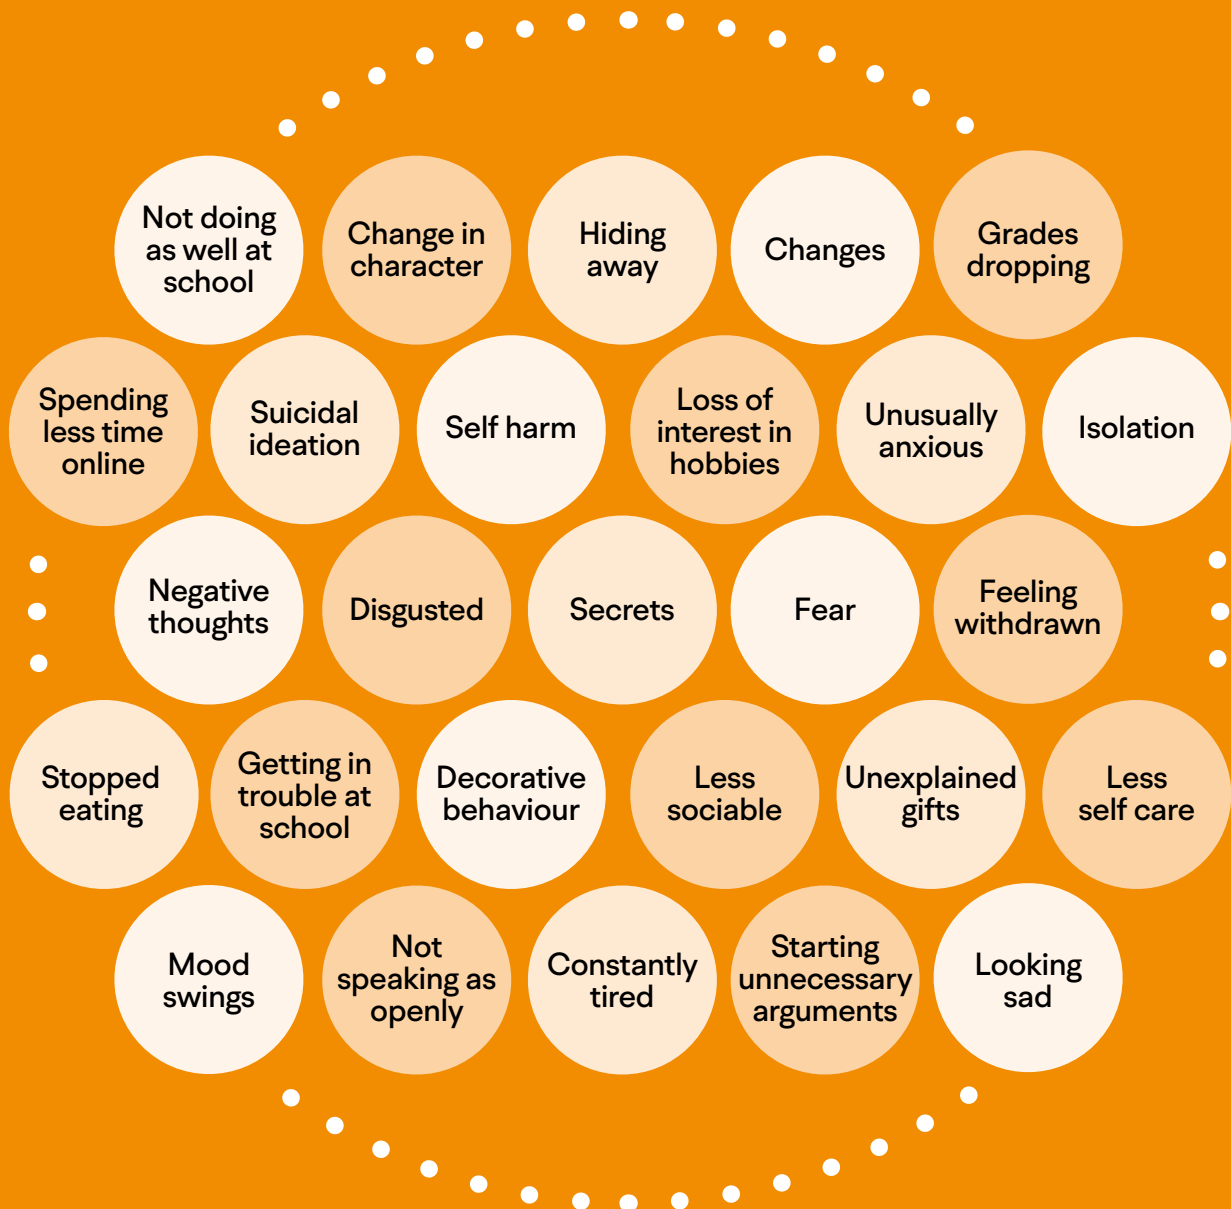 Not doing
as well at
school
Change in
character
Hiding
away
Changes
Grades
dropping
Spending
less time
online
Suicidal
ideation
Self harm
Loss of
interest in
hobbies
Unusually
anxious
Isolation
Negative
thoughts
Disgusted
Secrets
Fear
Feeling
withdrawn
Stopped
eating
Getting in
trouble at
school
Decorative
behaviour
Less
sociable
Unexplained
gifts
Less
self care
Mood
swings
Not
speaking as
openly
Constantly
tired
Starting
unnecessary
arguments
Looking
sad